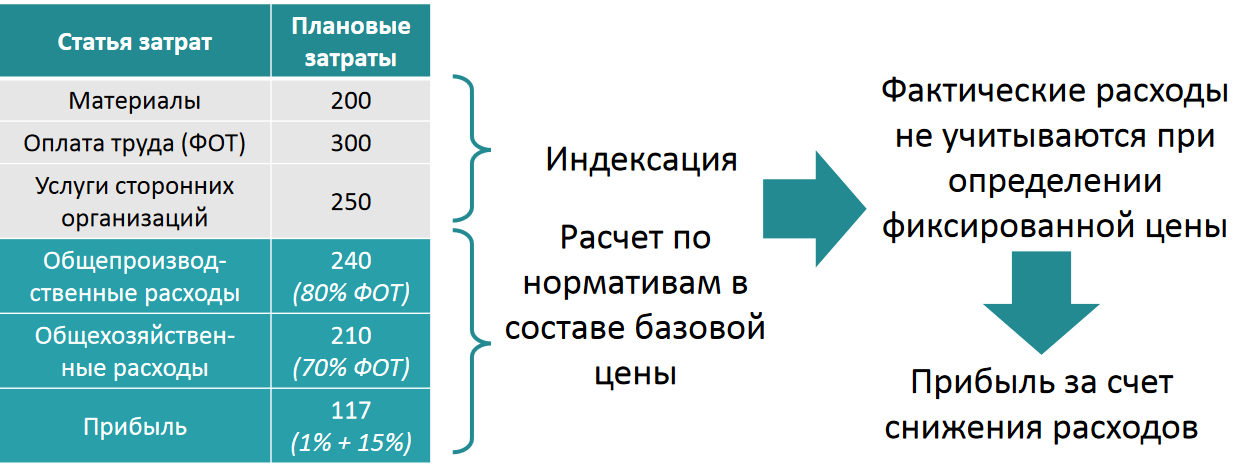 Статья затрат
Плановые
затраты
Материалы
200
Оплата труда (ФОТ)
300
Услуги сторонних
организаций
250
Общепроизвод-
ственные расходы
240
(80% ФОТ)
Общехозяйствен-
ные расходы
210
(70% ФОТ)
Прибыль
117
(1% + 15%)
Индексация
Расчет по
нормативам в
составе базовой
цены
Фактические расходы
не учитываются при
определении
фиксированной цены
Прибыль за счет
снижения расходов